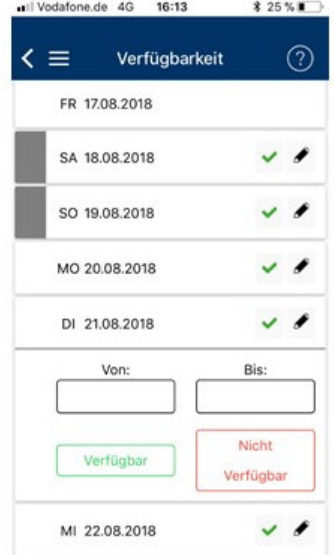 Vodafone.de 4G 16:13 25 %
Verfügbarkeit ?
FR 17.08.2018
SA 18.08.2018
SO 19.08.2018
MO 20.08.2018
DI 21.08.2018
Von: Bis:
Nicht
Verfügbar
Verfügbar
MI 22.08.2018